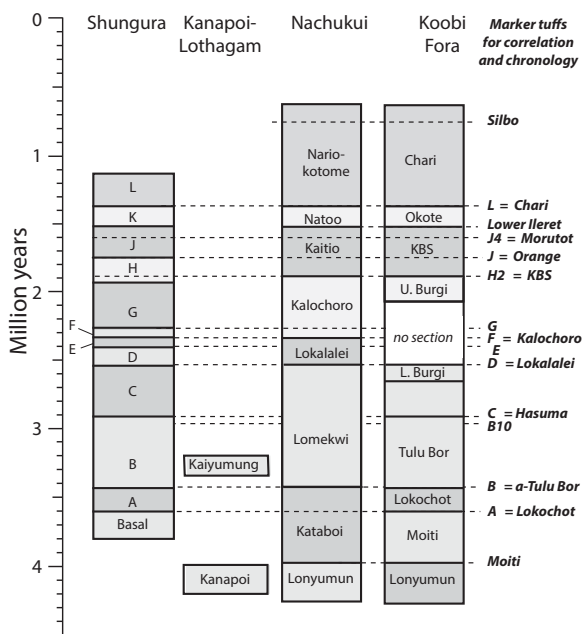 Shungura
Kanapoi-
Lothagam
Nachukui
Koobi
Fora
Marker tuffs
for correlation
and chronology
Million years
0
1
2
3
4
L
K
J
H
G
F
E
D
C
B
A
Basal
Kaiyumung
Kanapoi
Nario-
kotome
Natoo
Kaitio
Kalochoro
Lokalalei
Lomekwi
Kataboi
Lonyumun
Chari
Okote
KBS
U. Burgi
no section
L. Burgi
Tulu Bor
Lokochot
Moiti
Lonyumun
Silbo
L = Chari
Lower Ileret
J4 = Morutot
J = Orange
H2 = KBS
G
F = Kalochoro
E
D = Lokalalei
C = Hasuma
B10
B = a-Tulu Bor
A = Lokochot
Moiti